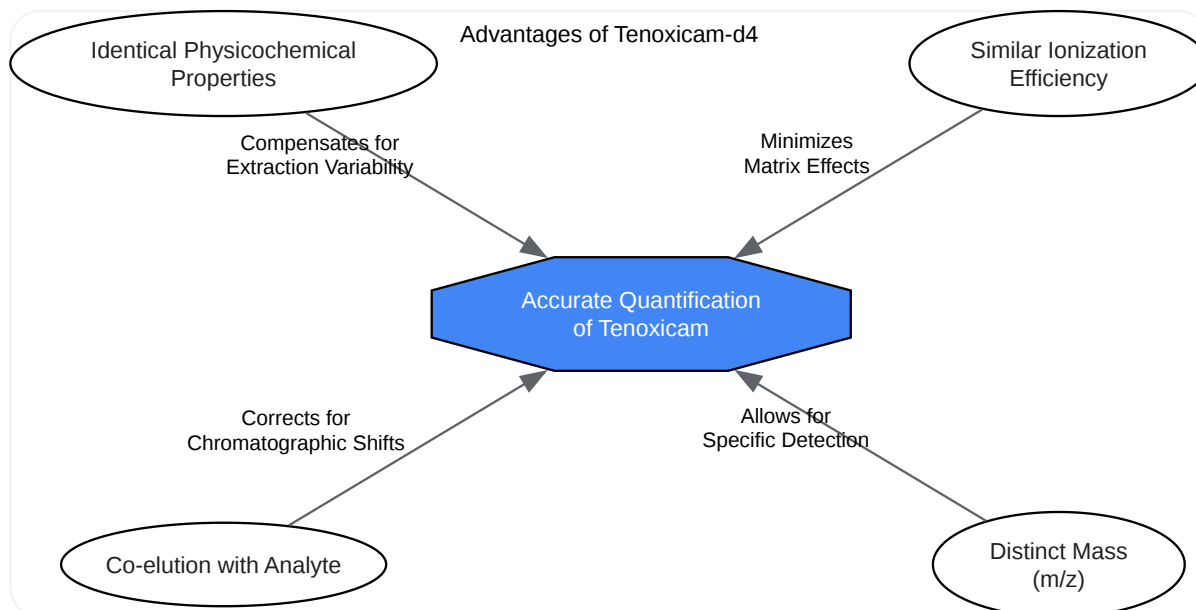 Advantages of Tenoxicam-d4
Identical Physicochemical
Properties
Similar Ionization
Efficiency
Compensates for
Extraction Variability
Minimizes
Matrix Effects
Accurate Quantification
of Tenoxicam
Corrects for
Chromatographic Shifts
Allows for
Specific Detection
Co-elution with Analyte
Distinct Mass
(m/z)